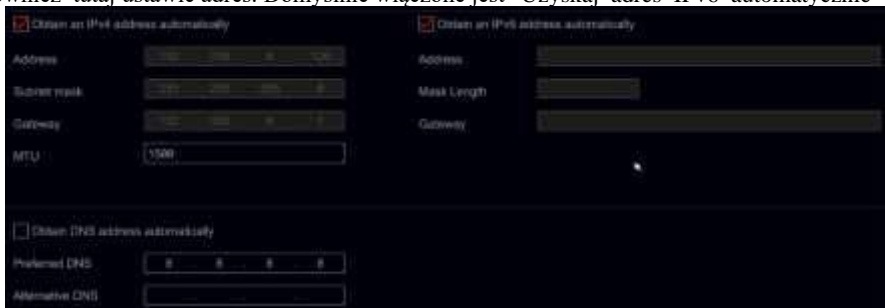 tutaj ustawić adres. Domyślnie włączone jest "Uzyskaj adres IPv6 automatycznie"
Obtain an IPv4 address automatically
Obtain an IPv6 address automatically
Address
Address
Subnet mask
Mask Length
Gateway
Gateway
MTU 1500
Obtain DNS address automatically
Preferred DNS 8 . 8 . 8 . 8
Alternative DNS